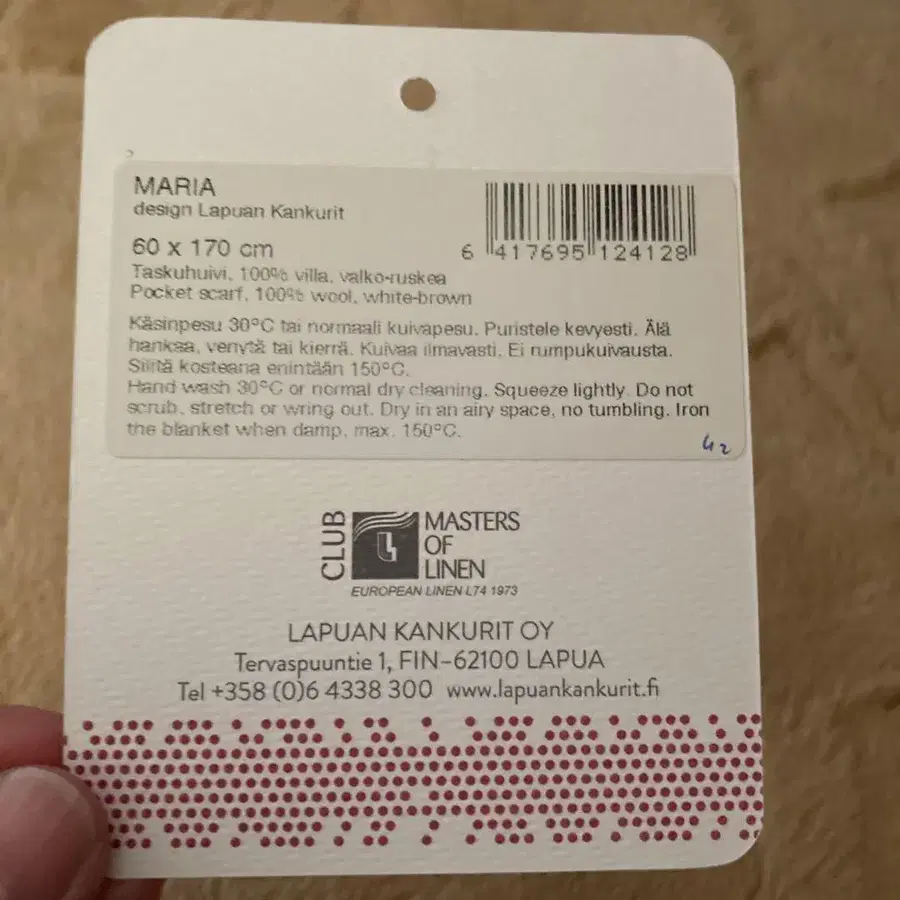 MARIA
design Lapuan Kankurit
60 x 170 cm
Taskuhuivi, 100% villa, valko-ruskea
Pocket scarf, 100% wool, white-brown
6 417695 124128
Käsinpesu 30°C tai normaali kuivapesu. Puristele kevyesti. Älä
hankaa, venytä tai kierrä. Kuivaa ilmavasti. Ei rumpukuivausta.
Silitä kosteana enintään 150°C.
Hand wash 30°C or normal dry cleaning. Squeeze lightly. Do not
scrub, stretch or wring out. Dry in an airy space, no tumbling. Iron
the blanket when damp, max. 150°C.
42
CLUB
MASTERS
OF
LINEN
EUROPEAN LINEN L74 1973
LAPUAN KANKURIT OY
Tervaspuuntie 1, FIN-62100 LAPUA
Tel +358 (0)6 4338 300 www.lapuankankurit.fi